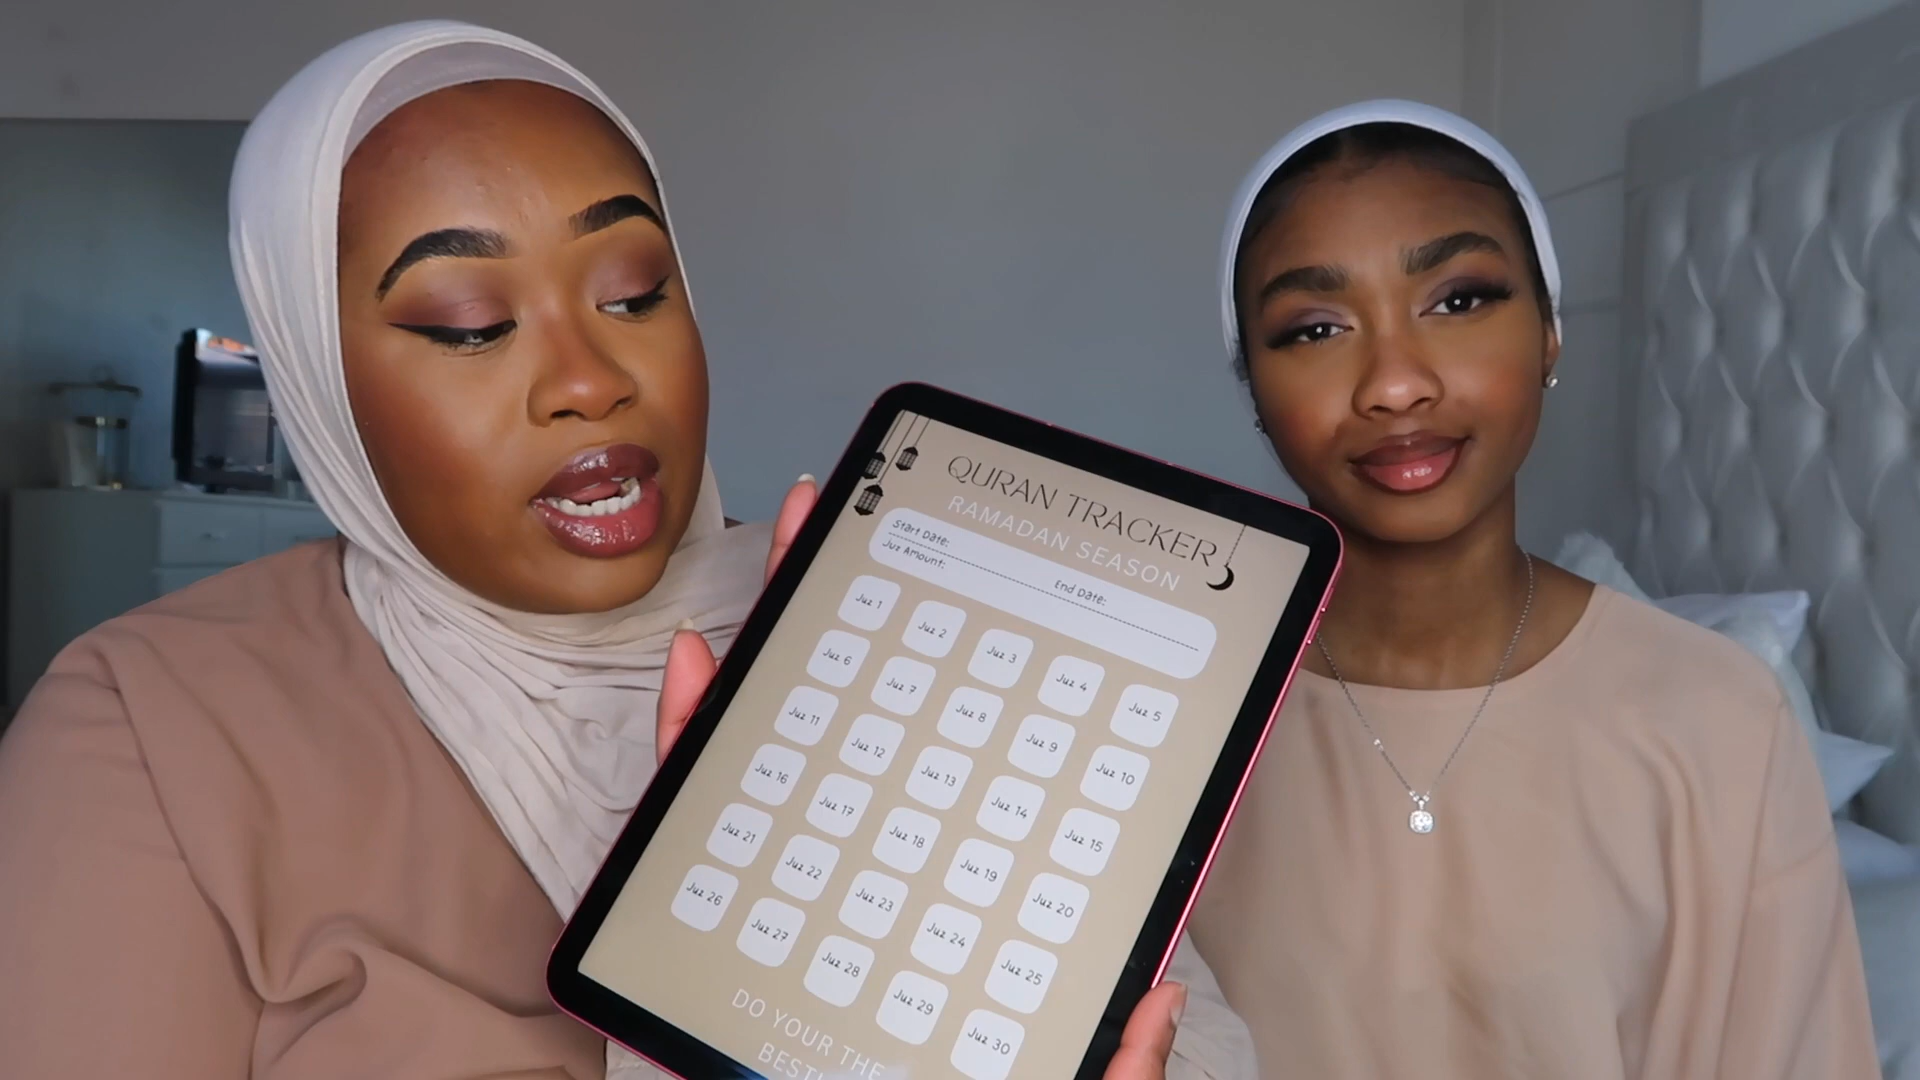 QURAN TRACKER
RAMADAN SEASON
Start Date:
End Date:
Juz Amount:
Juz 1 Juz 2 Juz 3 Juz 4 Juz 5
Juz 6 Juz 7 Juz 8 Juz 9 Juz 10
Juz 11 Juz 12 Juz 13 Juz 14 Juz 15
Juz 16 Juz 17 Juz 18 Juz 19 Juz 20
Juz 21 Juz 22 Juz 23 Juz 24 Juz 25
Juz 26 Juz 27 Juz 28 Juz 29 Juz 30
DO YOUR THE
BEST!